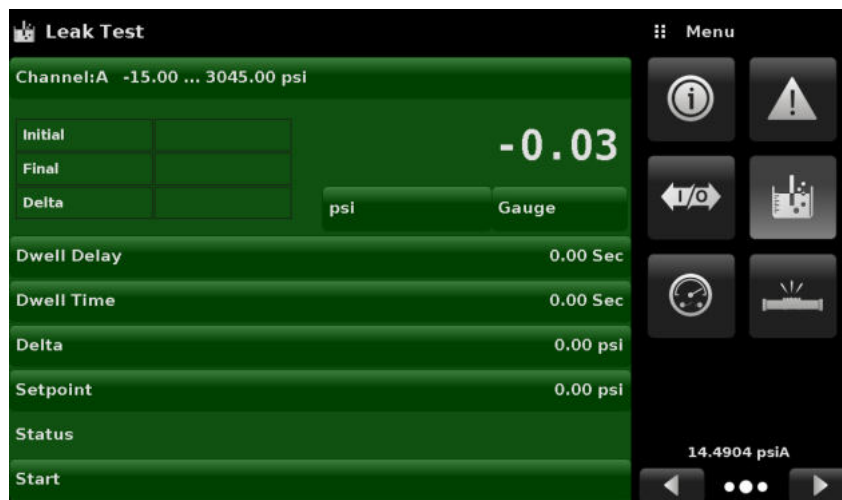 Leak Test
Channel:A -15.00 ... 3045.00 psi
Initial
-0.03
Final
Delta
psi Gauge
Dwell Delay 0.00 Sec
Dwell Time 0.00 Sec
Delta 0.00 psi
Setpoint 0.00 psi
Status
Start
Menu
I/O
14.4904 psiA